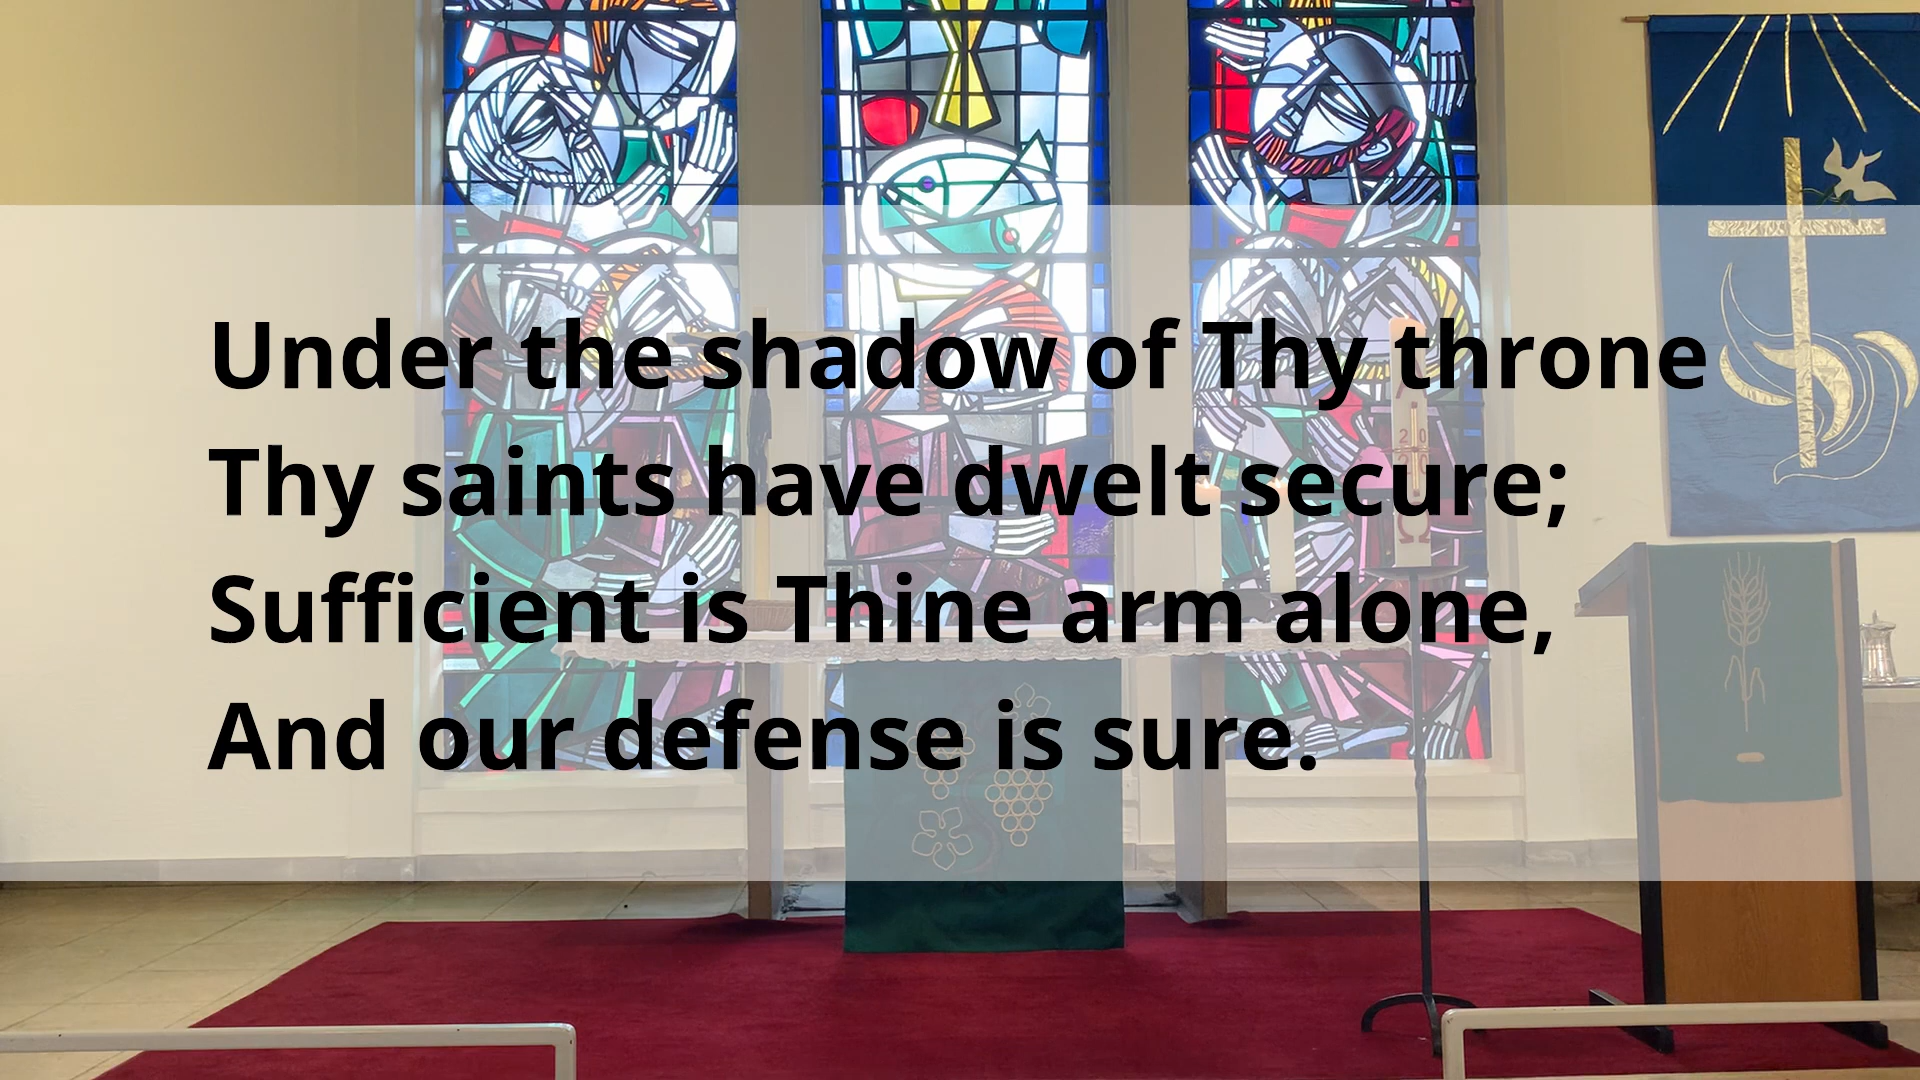 Under the shadow of Thy throne
Thy saints have dwelt secure;
Sufficient is Thine arm alone,
And our defense is sure.